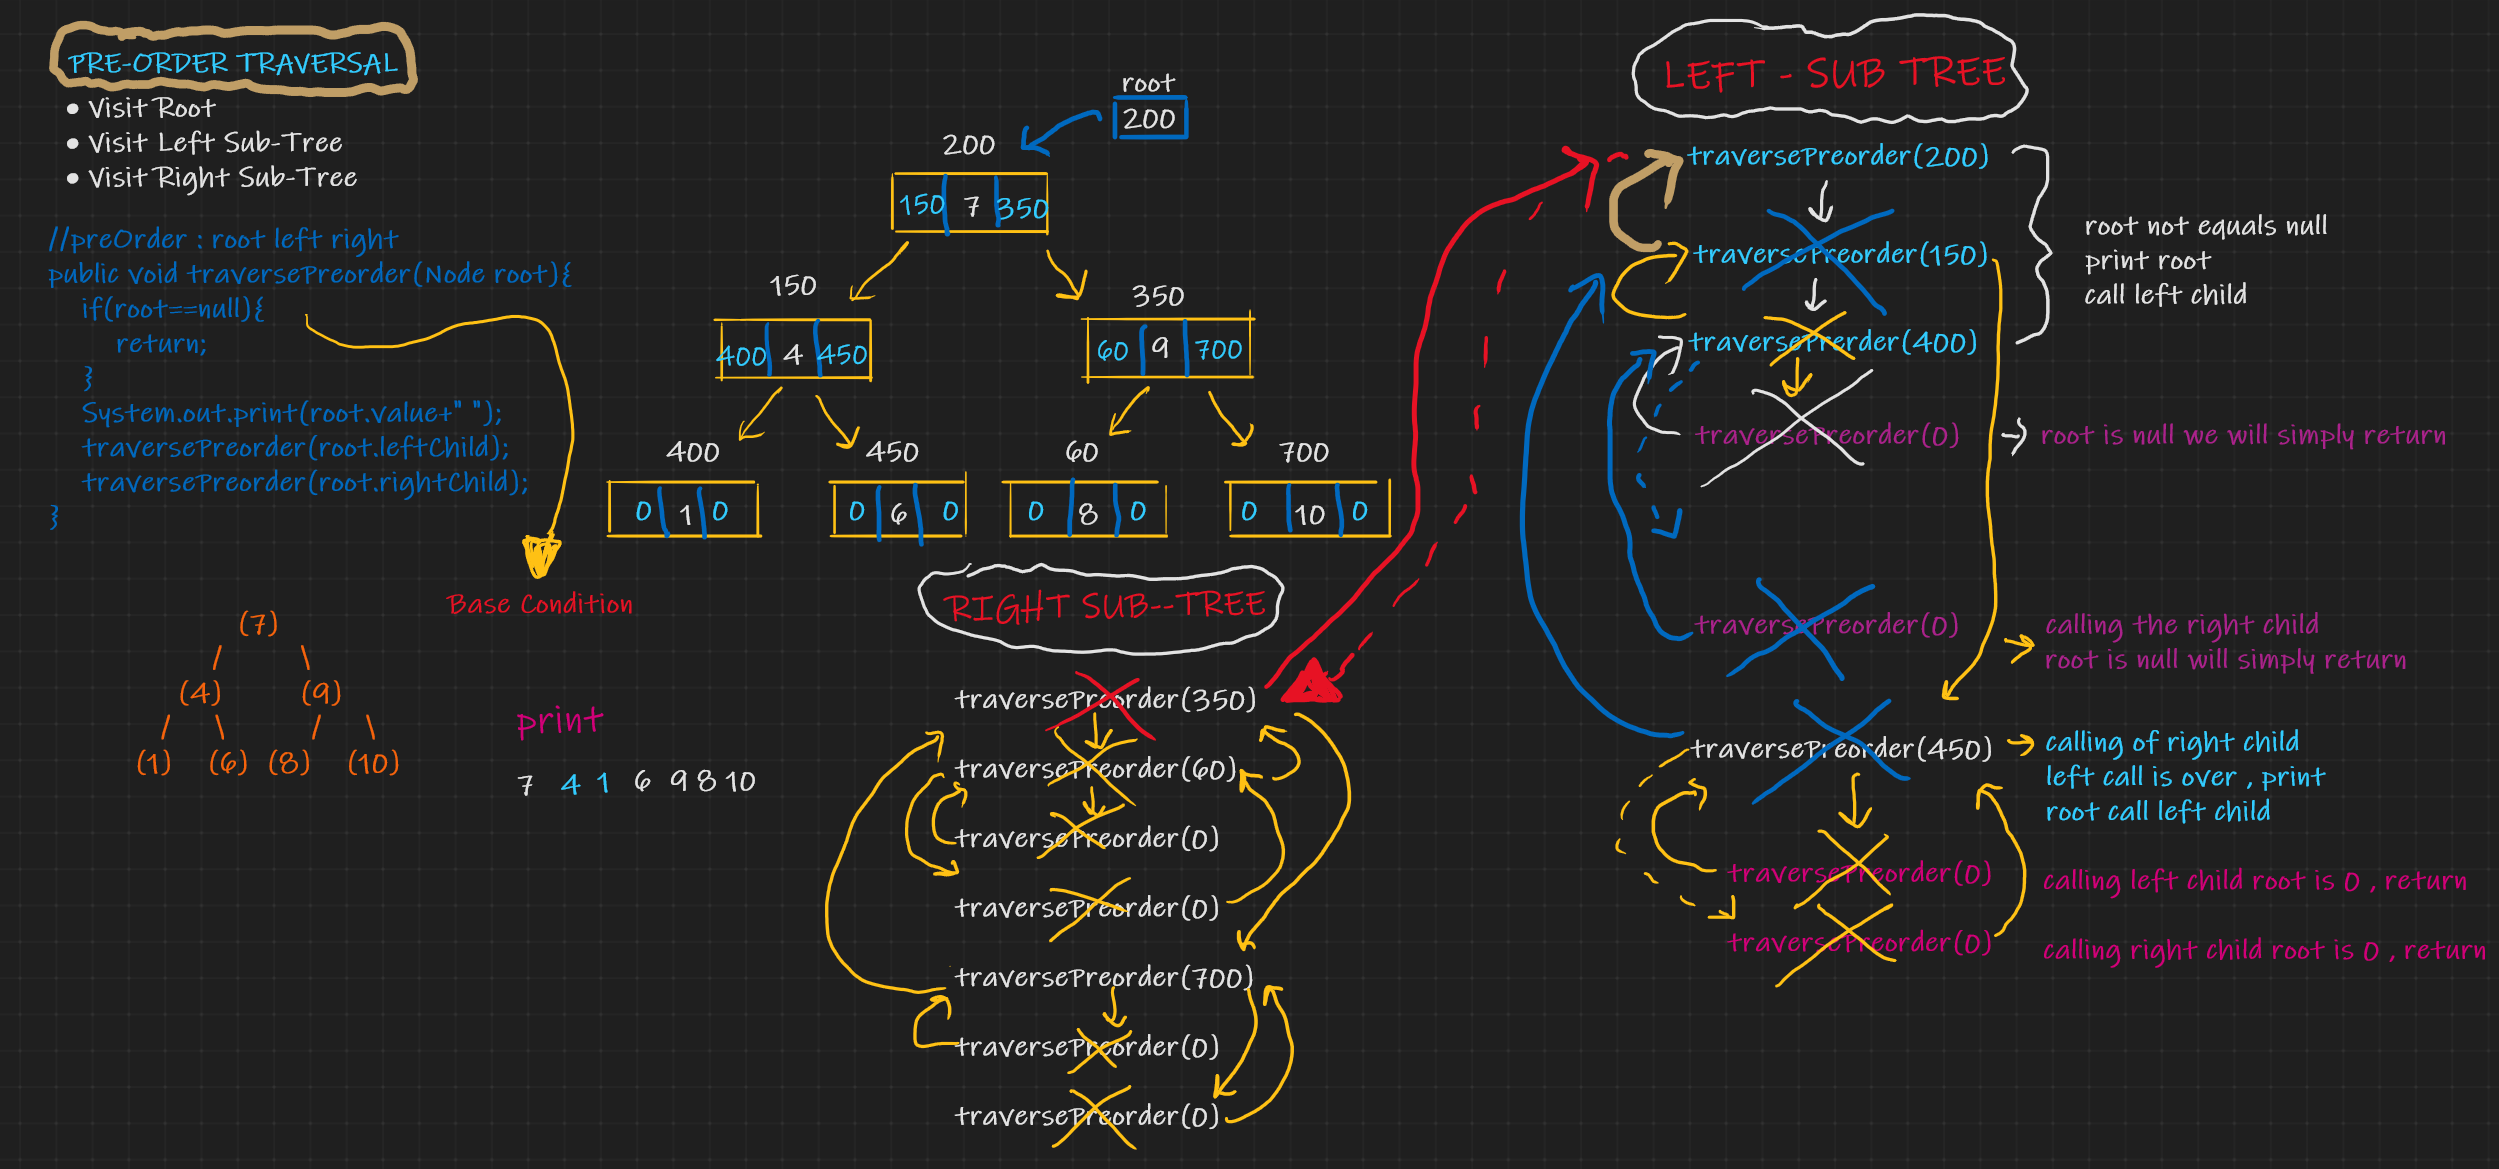 PRE-ORDER TRAVERSAL
• Visit Root
• Visit Left Sub-Tree
• Visit Right Sub-Tree
//preOrder : root left right
public void traversePreorder(Node root){
if(root==null){
return;
}
System.out.print(root.value+" ");
traversePreorder(root.leftChild);
traversePreorder(root.rightChild);
}
Base Condition
(7)
/ \
(4) (9)
/ \ / \
(1) (6) (8) (10)
print
7 4 1 6 9 8 10
root
200
200
150 7 350
150
400 4 450
350
60 9 700
400
0 1 0
450
0 6 0
60
0 8 0
700
0 10 0
RIGHT SUB--TREE
traversePreorder(350)
traversePreorder(60)
traversePreorder(0)
traversePreorder(0)
traversePreorder(700)
traversePreorder(0)
traversePreorder(0)
LEFT - SUB TREE
traversePreorder(200)
traversePreorder(150)
traversePreorder(400)
root not equals null
print root
call left child
traversePreorder(0)
root is null we will simply return
traversePreorder(0)
calling the right child
root is null will simply return
traversePreorder(450)
calling of right child
left call is over , print
root call left child
traversePreorder(0)
calling left child root is 0 , return
traversePreorder(0)
calling right child root is 0 , return